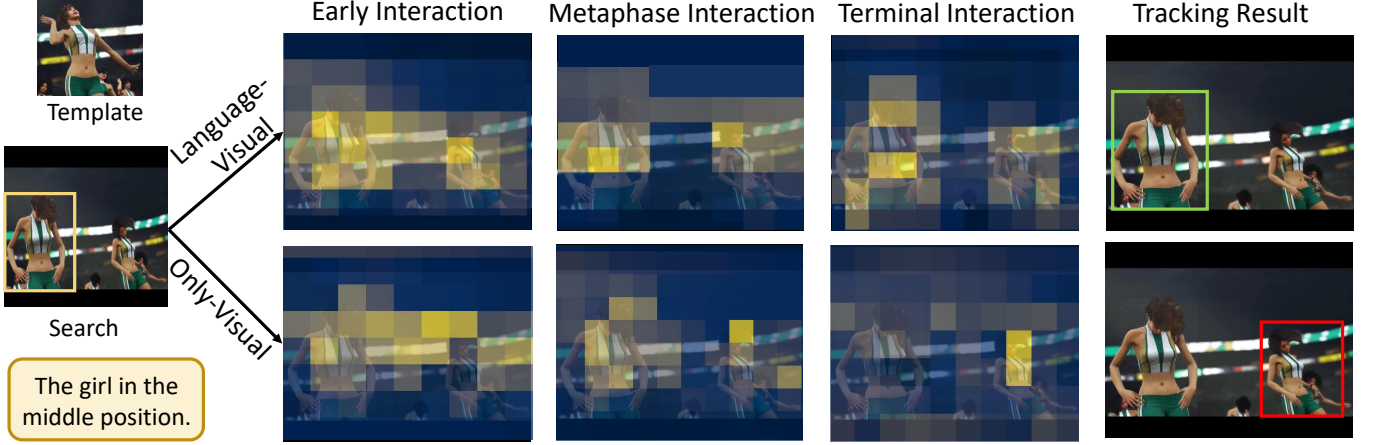 Early Interaction
Metaphase Interaction
Terminal Interaction
Tracking Result
Template
Language-
Visual
Only-Visual
Search
The girl in the
middle position.